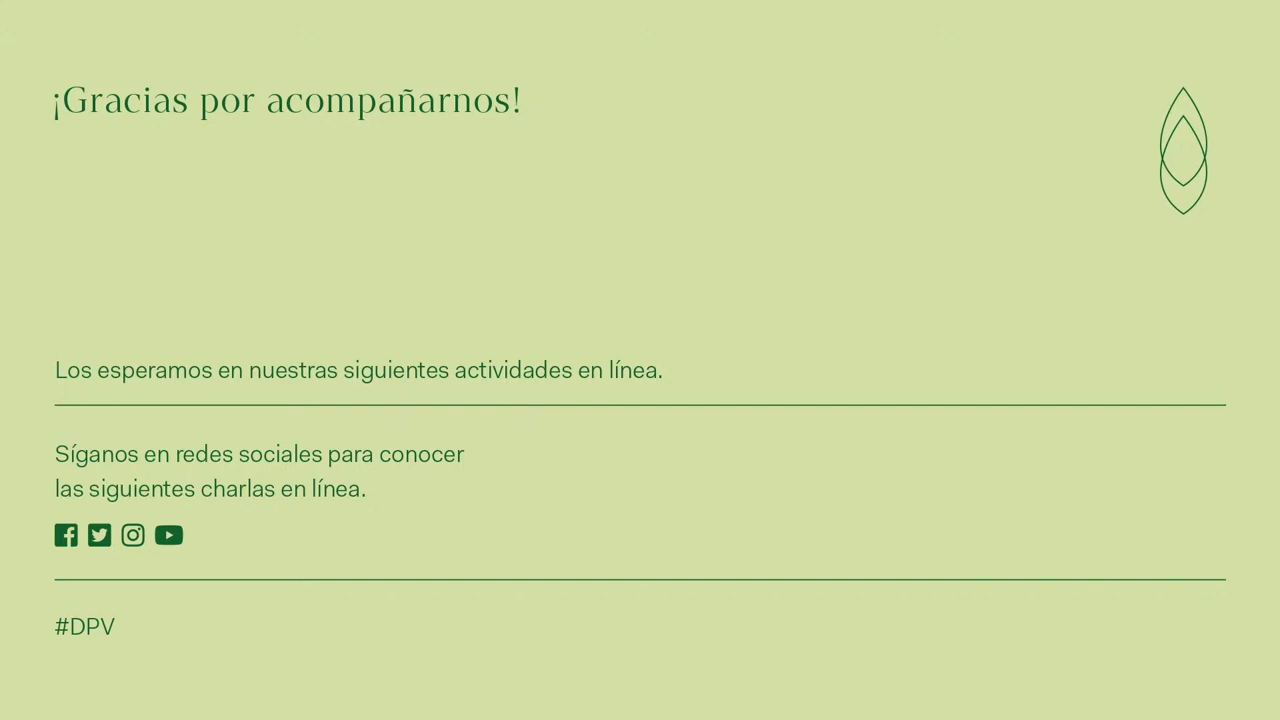 ¡Gracias por acompañarnos!
Los esperamos en nuestras siguientes actividades en línea.
Síganos en redes sociales para conocer
las siguientes charlas en línea.
#DPV